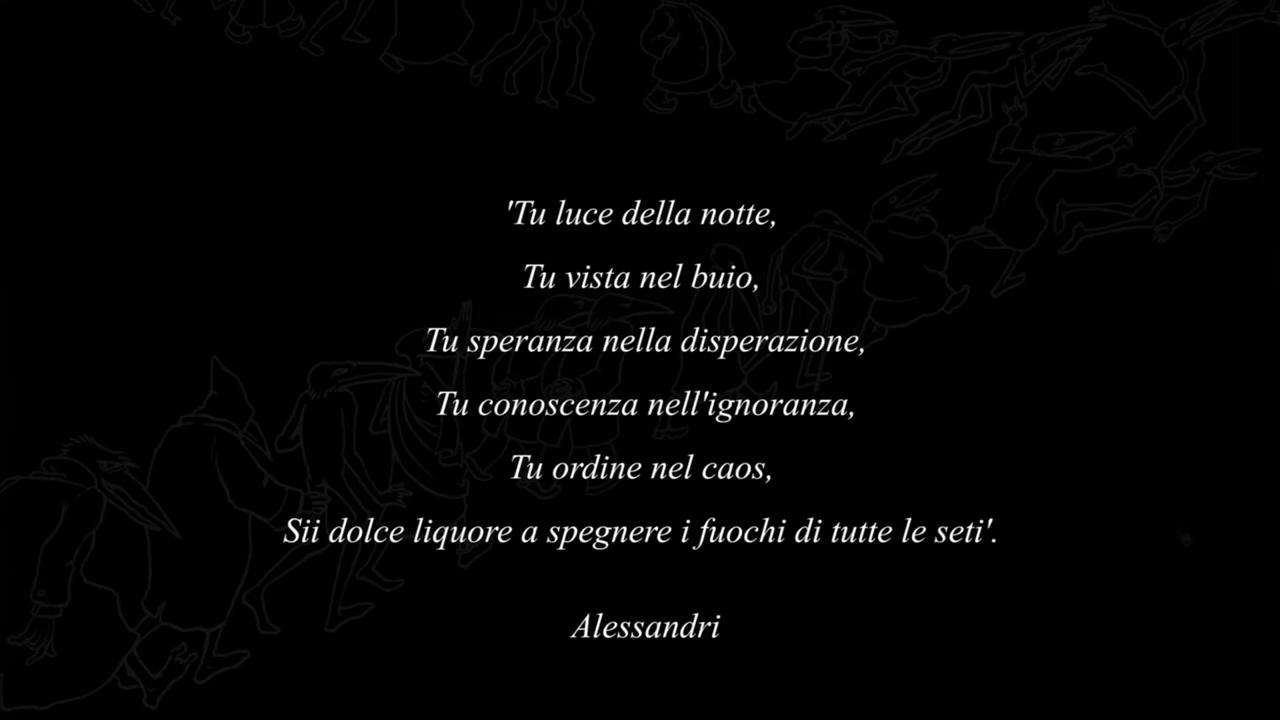 'Tu luce della notte,
Tu vista nel buio,
Tu speranza nella disperazione,
Tu conoscenza nell'ignoranza,
Tu ordine nel caos,
Sii dolce liquore a spegnere i fuochi di tutte le seti'.
Alessandri